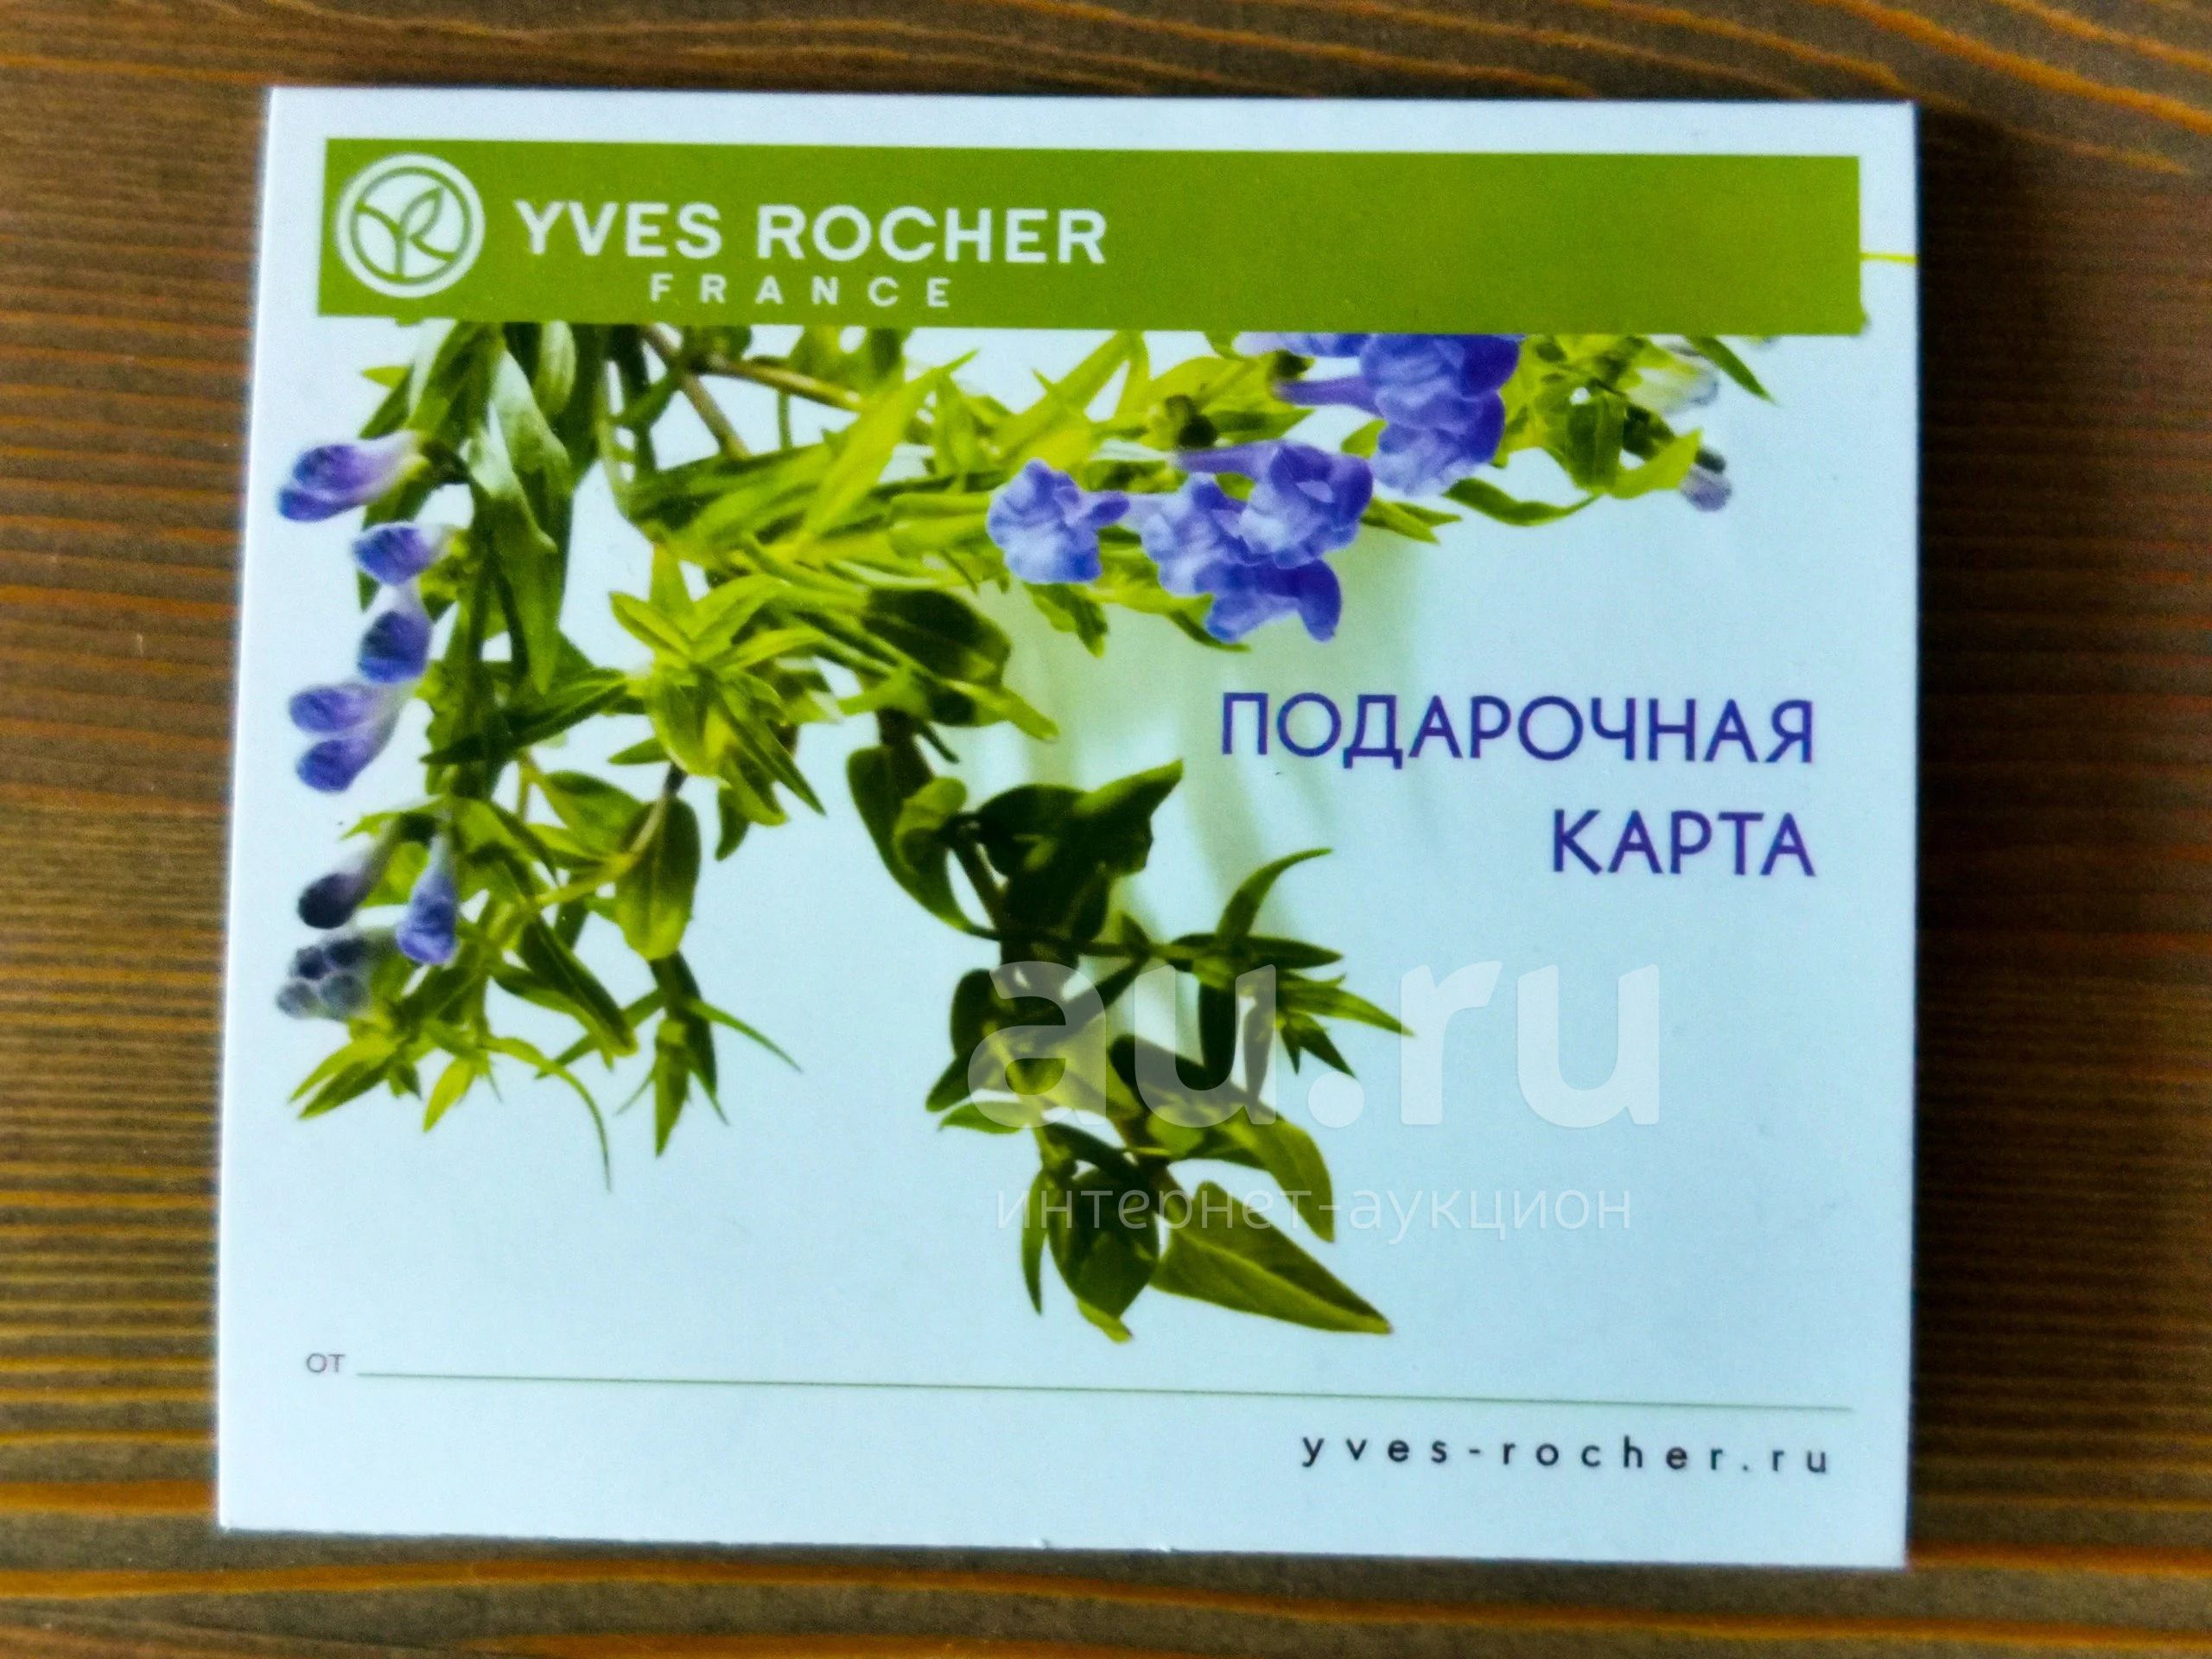 YVES ROCHER
FRANCE
ПОДАРОЧНАЯ
КАРТА
au.ru
интернет-аукцион
от
yves-rocher.ru